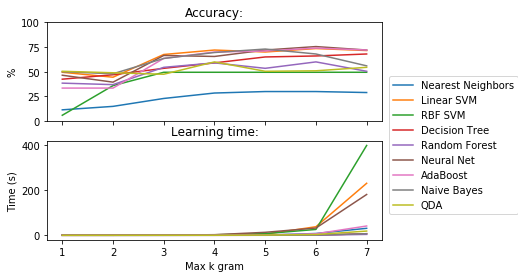 Accuracy:
100
75
50
25
0
%
Learning time:
400
200
0
Time (s)
1 2 3 4 5 6 7
Max k gram
Nearest Neighbors
Linear SVM
RBF SVM
Decision Tree
Random Forest
Neural Net
AdaBoost
Naive Bayes
QDA